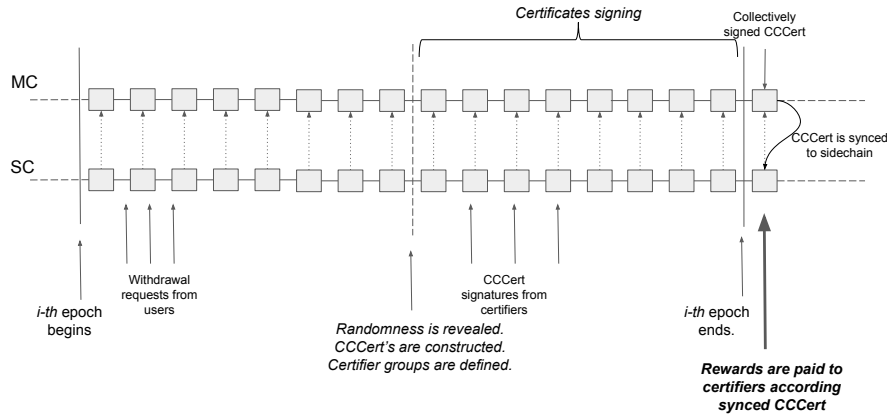 Certificates signing
Collectively
signed CCCert
MC
CCCert is synced
to sidechain
SC
Withdrawal
requests from
users
CCCert
signatures from
certifiers
i-th epoch
begins
Randomness is revealed.
CCCert's are constructed.
Certifier groups are defined.
i-th epoch
ends.
Rewards are paid to
certifiers according
synced CCCert